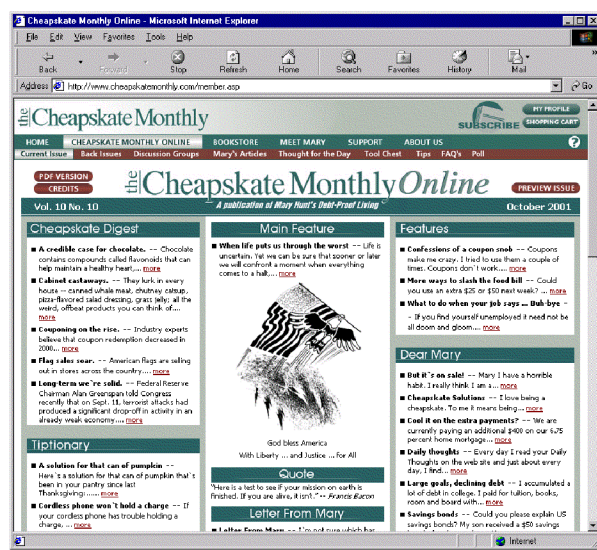 Cheapskate Monthly Online - Microsoft Internet Explorer
File Edit View Favorites Tools Help
Back Forward Stop Refresh Home Search Favorites History Mail
Address http://www.cheapskatemonthly.com/member.asp Go
the Cheapskate Monthly
SUBSCRIBE
MY PROFILE
SHOPPING CART
HOME CHEAPSKATE MONTHLY ONLINE BOOKSTORE MEET MARY SUPPORT ABOUT US ?
Current Issue Back Issues Discussion Groups Mary's Articles Thought for the Day Tool Chest Tips FAQ's Poll
PDF VERSION
CREDITS
the Cheapskate Monthly Online
PREVIEW ISSUE
Vol. 10 No. 10 A publication of Mary Hunt's Debt-Proof Living October 2001
Cheapskate Digest
A credible case for chocolate. -- Chocolate
contains compounds called flavonoids that can
help maintain a healthy heart,... more
Cabinet castaways. -- They lurk in every
house -- canned whale meat, chutney catsup,
pizza-flavored salad dressing, grass jelly; all the
weird, offbeat products you can think of...
more
Couponing on the rise. -- Industry experts
believe that coupon redemption decreased in
2000... more
Flag sales soar. -- American flags are selling
out in stores across the country.... more
Long-term we`re solid. -- Federal Reserve
Chairman Alan Greenspan told Congress
recently that on Sept. 11, terrorist attacks had
produced a significant drop-off in activity in an
already weak economy.... more
Tiptionary
A solution for that can of pumpkin --
Here`s a solution for that can of pumpkin that`s
been in your pantry since last
Thanksgiving:...... more
Cordless phone won`t hold a charge -- If
your cordless phone has trouble holding a
charge, ... more
Main Feature
When life puts us through the worst -- Life is
uncertain. Yet we can be sure that sooner or later
we will confront a moment when everything
comes to a halt,... more
God bless America
With Liberty ... and Justice ... For All
Quote
"Here is a test to see if your mission on earth is
finished. If you are alive, it isn't." -- Francis Bacon
Letter From Mary
Letter From Mary -- I`m not sure which has
Features
Confessions of a coupon snob -- Coupons
make me crazy. I tried to use them a couple of
times. Coupons don`t work.... more
More ways to slash the food bill -- Could
you use an extra $25 or $50 next week? ... more
What to do when your job says ... Buh-bye -
- If you find yourself unemployed it need not be
all doom and gloom.... more
Dear Mary
But it`s on sale! -- Mary I have a horrible
habit. I really think I am a... more
Cheapskate Solutions -- I love being a
cheapskate. To me it means being... more
Cool it on the extra payments? -- We are
currently paying an additional $400 on our 6.75
percent home mortgage... more
Daily thoughts -- Every day I read your Daily
Thoughts on the web site and just about every
day, I find... more
Large goals, declining debt -- I accumulated a
lot of debt in college. I paid for tuition, books,
room and board with... more
Savings bonds -- Could you please explain US
savings bonds? My son received a $50 savings
Internet